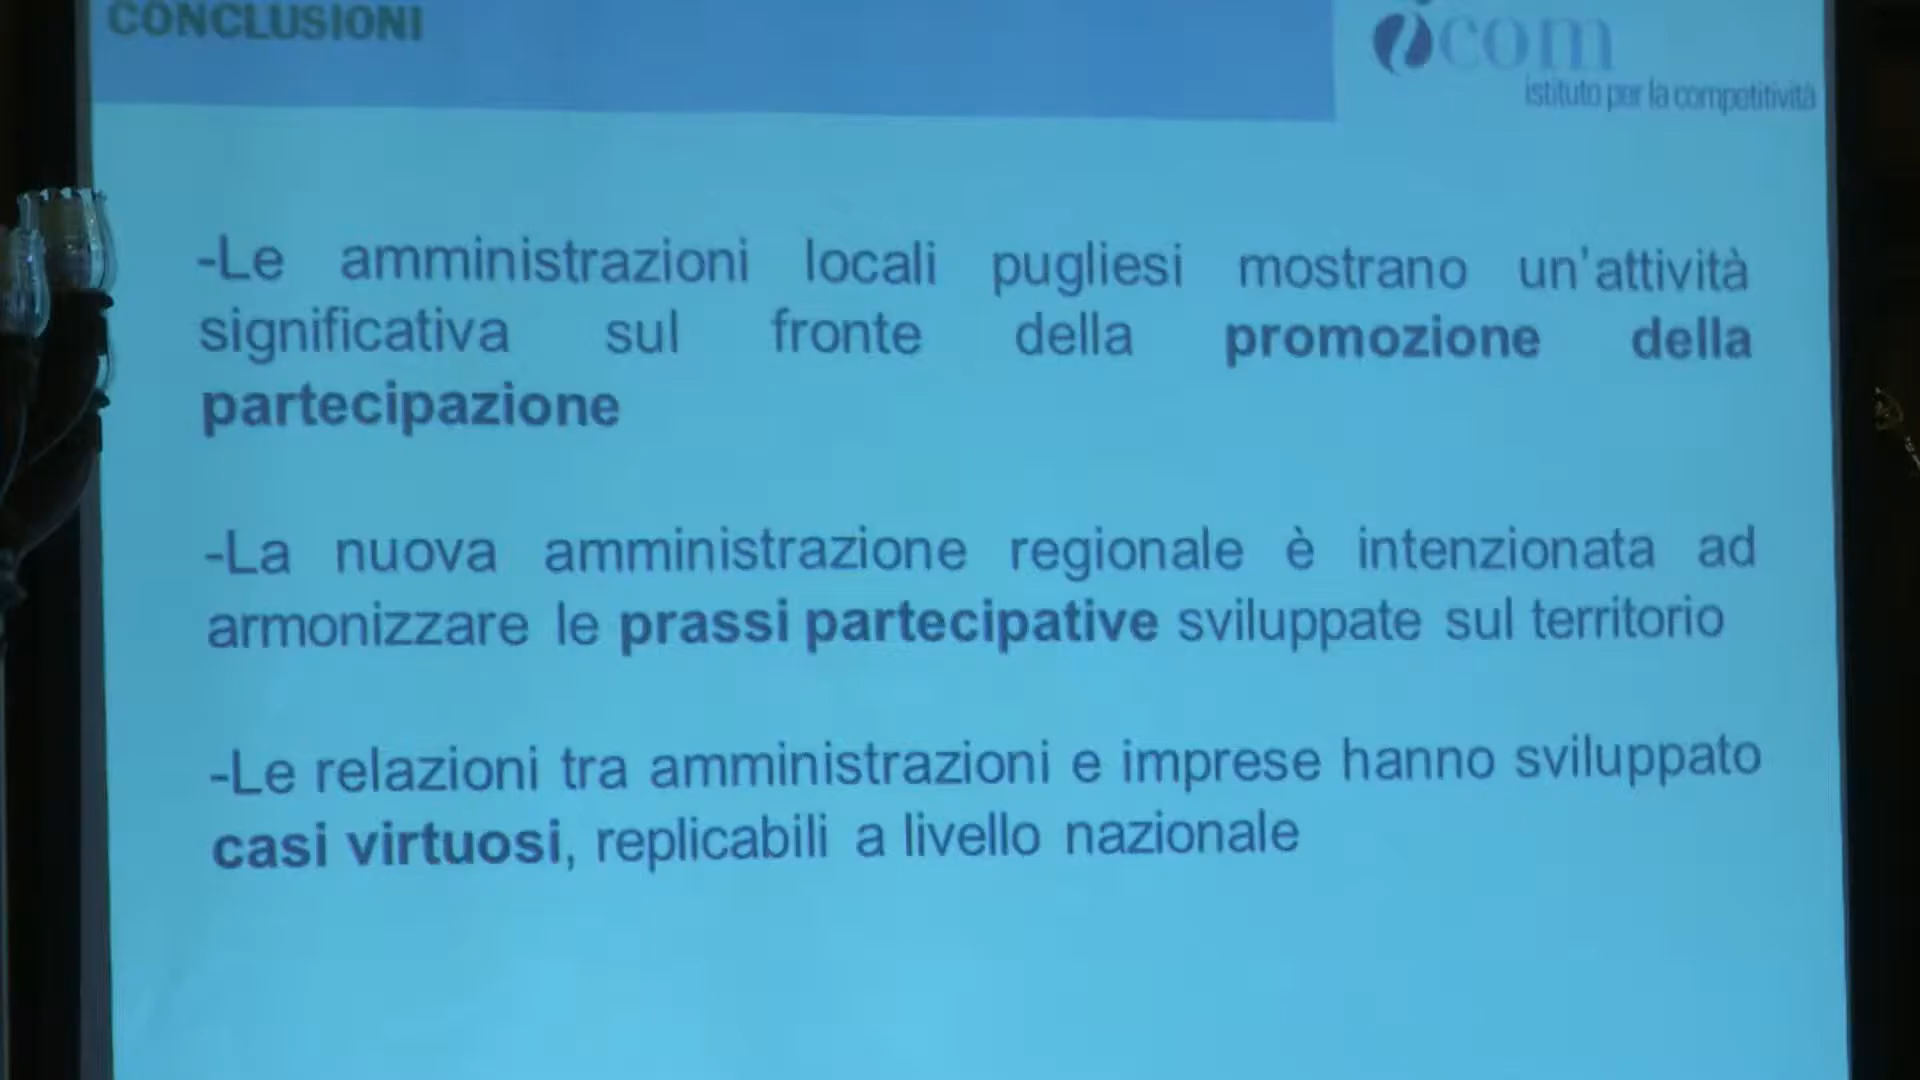 CONCLUSIONI
icom
istituto per la competitività
-Le amministrazioni locali pugliesi mostrano un'attività
significativa sul fronte della promozione della
partecipazione
-La nuova amministrazione regionale è intenzionata ad
armonizzare le prassi partecipative sviluppate sul territorio
-Le relazioni tra amministrazioni e imprese hanno sviluppato
casi virtuosi, replicabili a livello nazionale